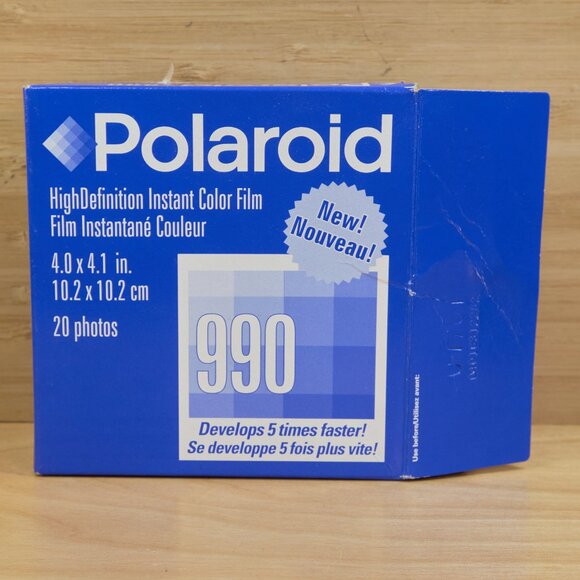 Polaroid
HighDefinition Instant Color Film
Film Instantané Couleur
4.0 x 4.1 in.
10.2 x 10.2 cm
20 photos
New!
Nouveau!
990
Develops 5 times faster!
Se developpe 5 fois plus vite!
Use before/Utilisez avant: